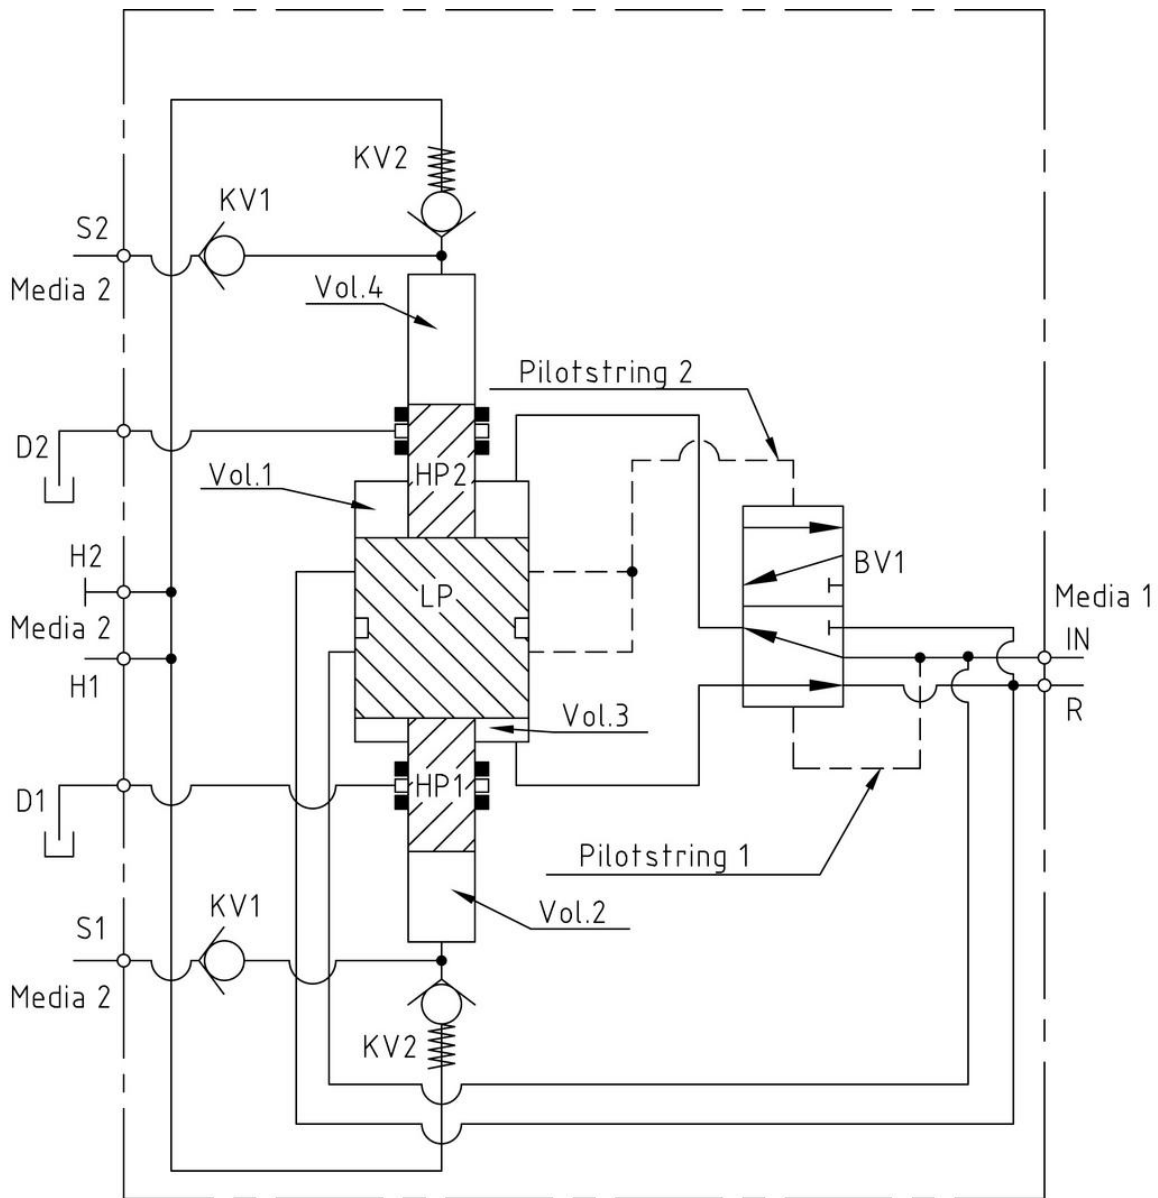 KV2
KV1
S2
Media 2
Vol.4
Pilotstring 2
D2
HP2
Vol.1
H2
LP
BV1
Media 1
Media 2
IN
H1
R
Vol.3
HP1
D1
Pilotstring 1
KV1
S1
Vol.2
Media 2
KV2